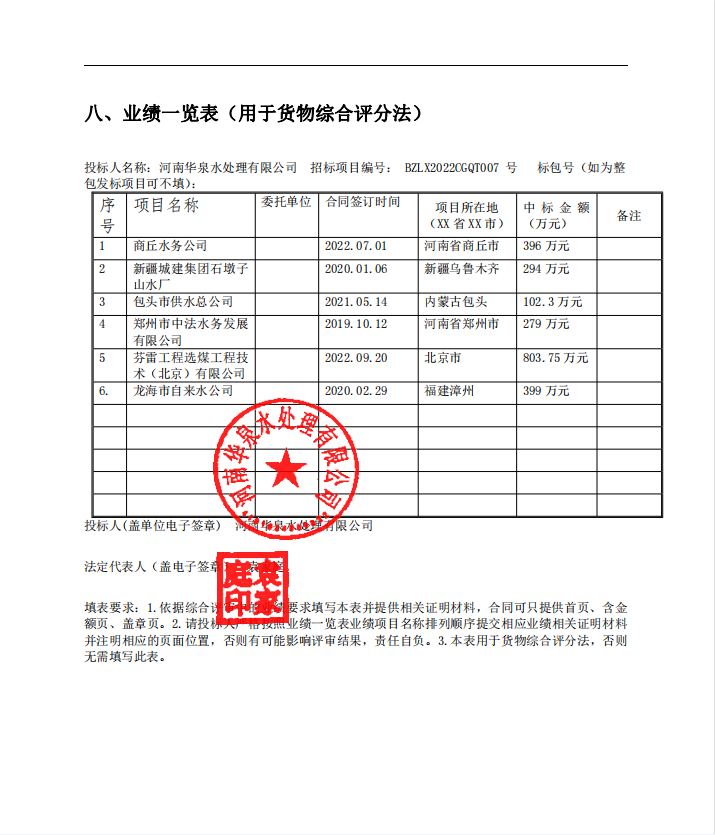 八、业绩一览表（用于货物综合评分法）
投标人名称：河南华泉水处理有限公司 招标项目编号： BZLX2022CGQT007 号 标包号（如为整
包发标项目可不填）：
序号 项目名称 委托单位 合同签订时间 项目所在地（XX 省 XX 市） 中 标 金 额（万元） 备注
1 商丘水务公司 2022.07.01 河南省商丘市 396 万元
2 新疆城建集团石墩子山水厂 2020.01.06 新疆乌鲁木齐 294 万元
3 包头市供水总公司 2021.05.14 内蒙古包头 102.3 万元
4 郑州市中法水务发展有限公司 2019.10.12 河南省郑州市 279 万元
5 芬雷工程选煤工程技术（北京）有限公司 2022.09.20 北京市 803.75 万元
6. 龙海市自来水公司 2020.02.29 福建漳州 399 万元
河南华泉水处理有限公司
投标人(盖单位电子签章) 河南华泉水处理有限公司
法定代表人（盖电子签章）
填表要求：1.依据综合评审中的业绩要求填写本表并提供相关证明材料，合同可只提供首页、含金
额页、盖章页。2.请投标人严格按照业绩一览表业绩项目名称排列顺序提交相应业绩相关证明材料
并注明相应的页面位置，否则有可能影响评审结果，责任自负。3.本表用于货物综合评分法，否则
无需填写此表。